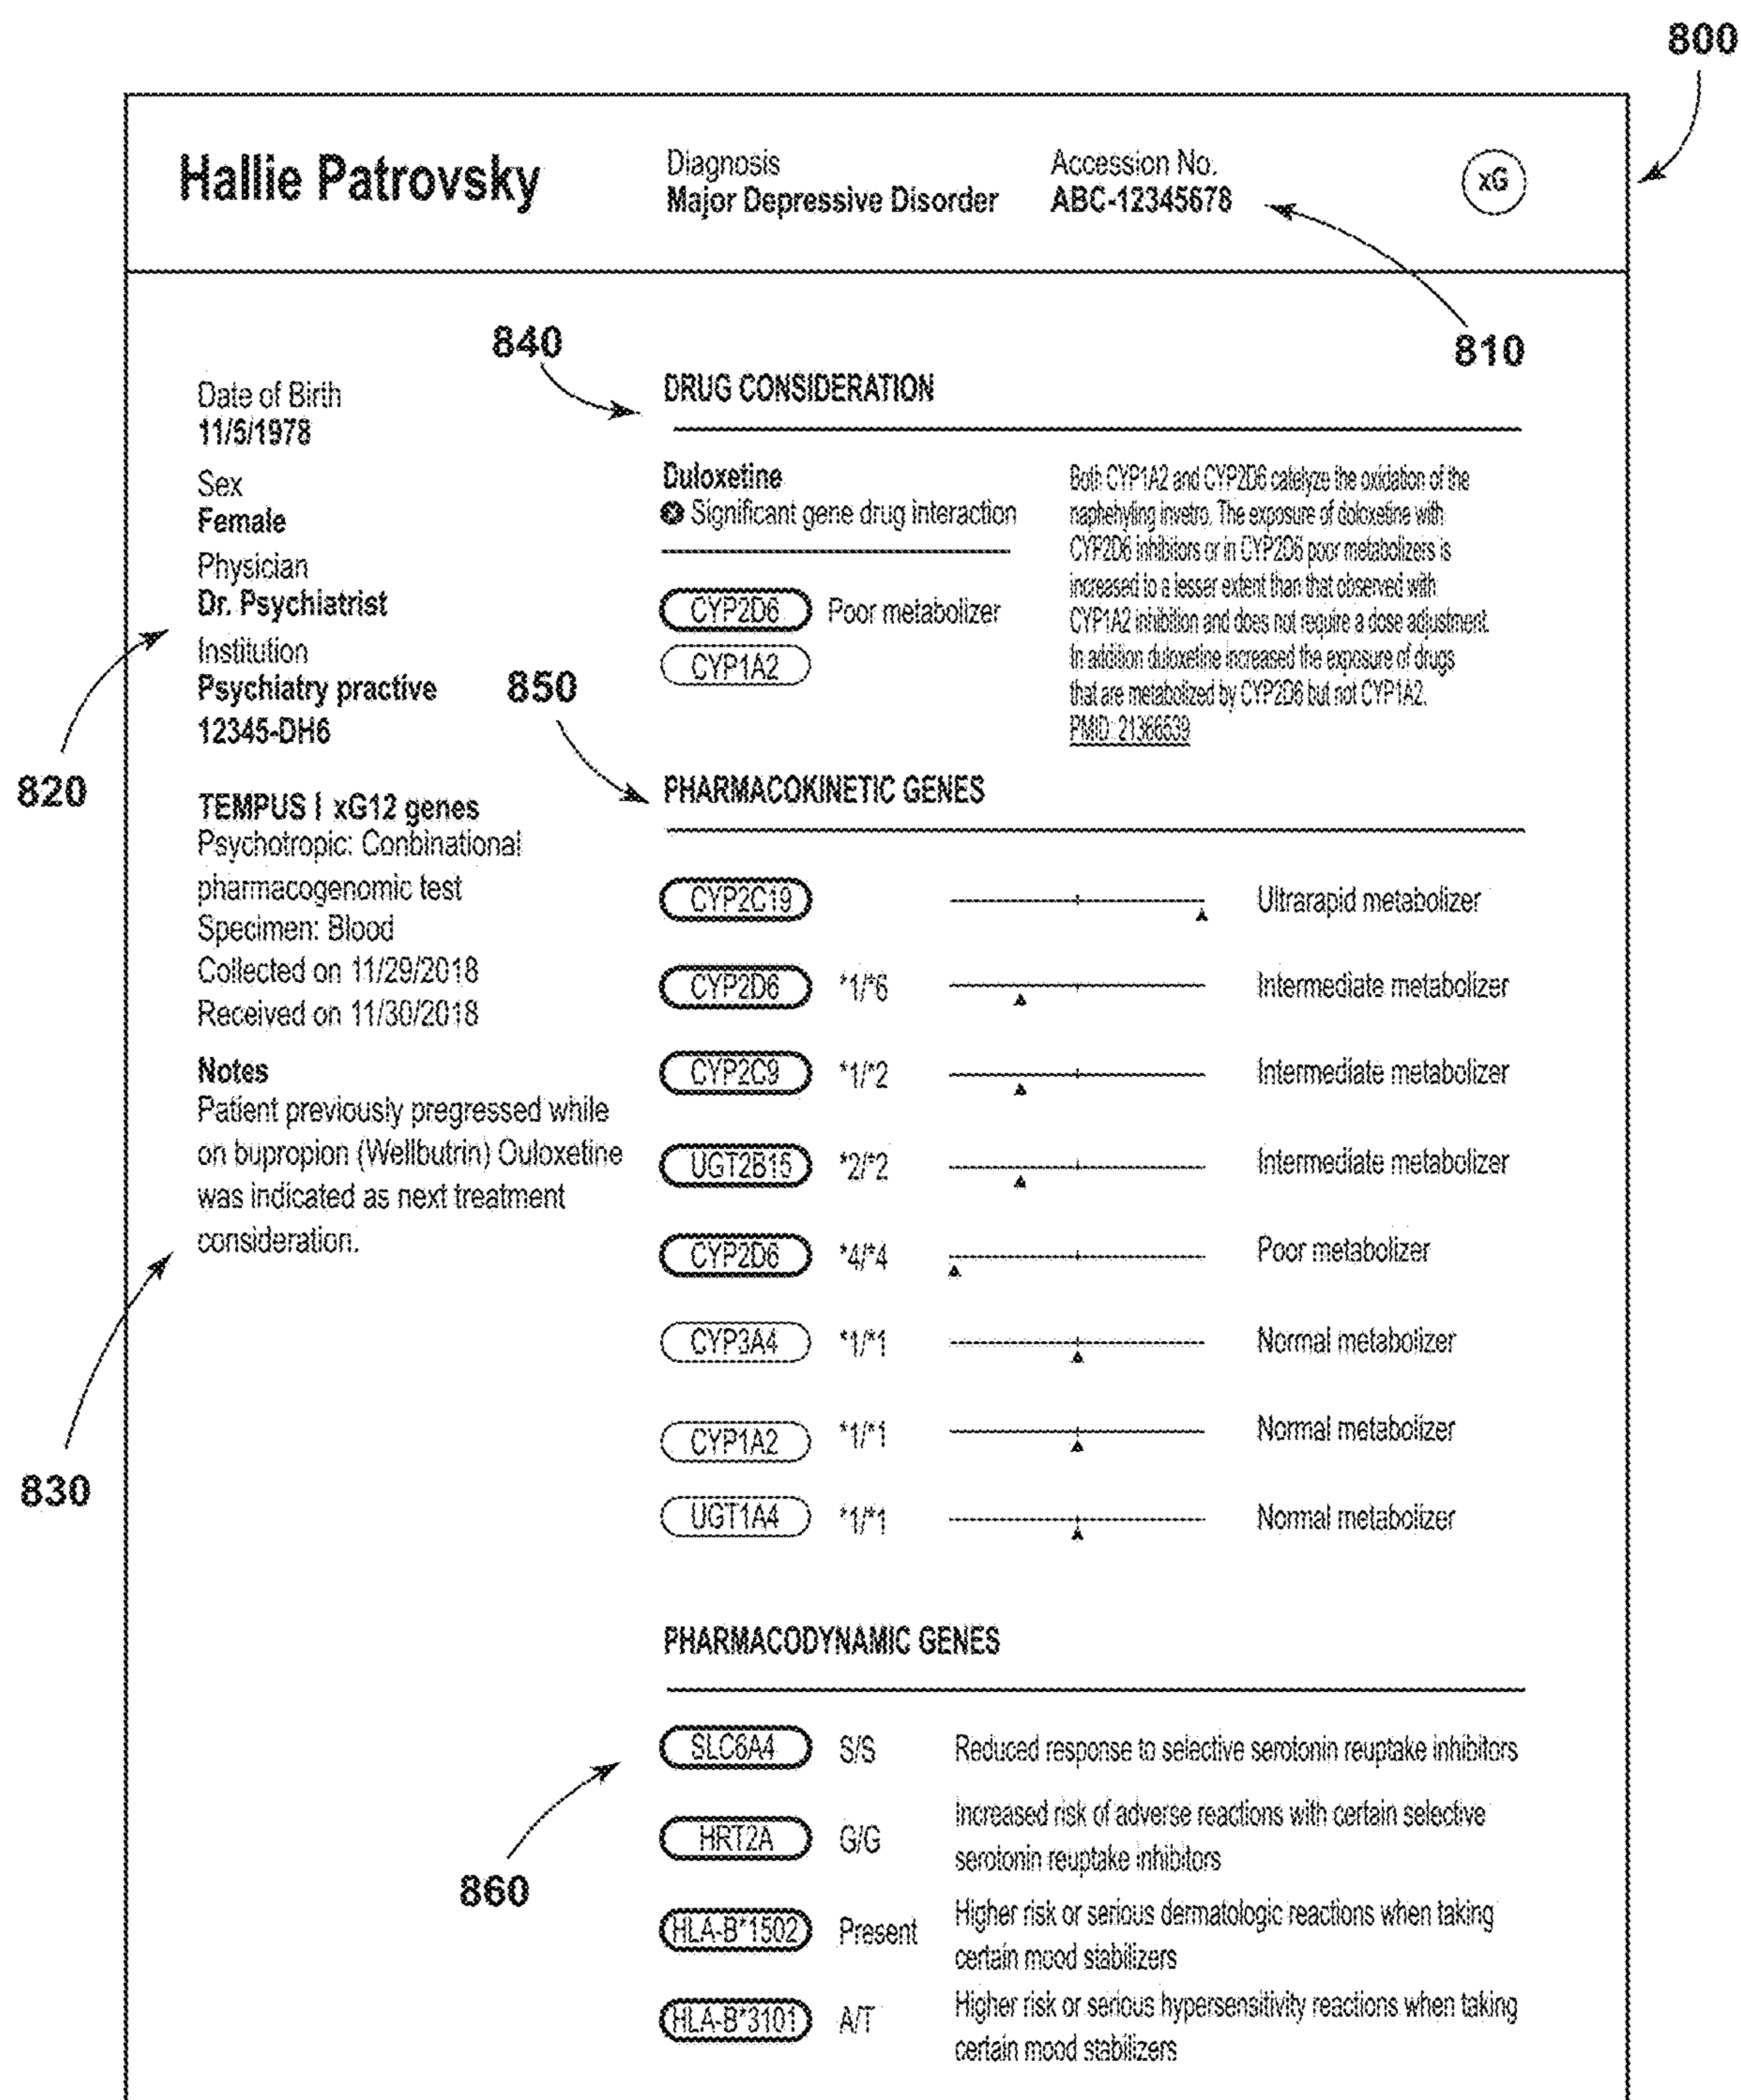 800
Hallie Patrovsky
Diagnosis
Major Depressive Disorder
Accession No.
ABC-12345678
xG
810
820
Date of Birth
11/5/1978
Sex
Female
Physician
Dr. Psychiatrist
Institution
Psychiatry practive
12345-DH6
TEMPUS | xG12 genes
Psychotropic: Conbinational
pharmacogenomic test
Specimen: Blood
Collected on 11/29/2018
Received on 11/30/2018
830
Notes
Patient previously pregressed while
on bupropion (Wellbutrin) Ouloxetine
was indicated as next treatment
consideration.
840
DRUG CONSIDERATION
Duloxetine
Significant gene drug interaction
CYP2D6 Poor metabolizer
CYP1A2
Both CYP1A2 and CYP2D6 catelyze the oxidation of the
naphehyling invetro. The exposure of doloxetine with
CYP2D6 inhibitors or in CYP2D6 poor metabolizers is
increased to a lesser extent than that observed with
CYP1A2 inhibition and does not require a dose adjustment.
In addition duloxetine increased the exposure of drugs
that are metabolized by CYP2D6 but not CYP1A2.
PMID: 21366539
850
PHARMACOKINETIC GENES
CYP2C19 Ultrarapid metabolizer
CYP2D6 *1/*6 Intermediate metabolizer
CYP2C9 *1/*2 Intermediate metabolizer
UGT2B15 *2/*2 Intermediate metabolizer
CYP2D6 *4/*4 Poor metabolizer
CYP3A4 *1/*1 Normal metabolizer
CYP1A2 *1/*1 Normal metabolizer
UGT1A4 *1/*1 Normal metabolizer
PHARMACODYNAMIC GENES
860
SLC6A4 S/S Reduced response to selective serotonin reuptake inhibitors
HRT2A G/G Increased risk of adverse reactions with certain selective
serotonin reuptake inhibitors
HLA-B*1502 Present Higher risk or serious dermatologic reactions when taking
certain mood stabilizers
HLA-B*3101 A/T Higher risk or serious hypersensitivity reactions when taking
certain mood stabilizers